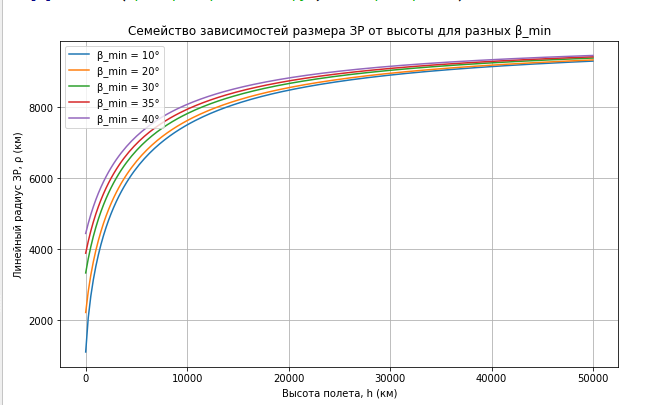 Семейство зависимостей размера ЗР от высоты для разных β_min
β_min = 10°
β_min = 20°
β_min = 30°
β_min = 35°
β_min = 40°
Линейный радиус ЗР, ρ (км)
8000
6000
4000
2000
0
10000
20000
30000
40000
50000
Высота полета, h (км)